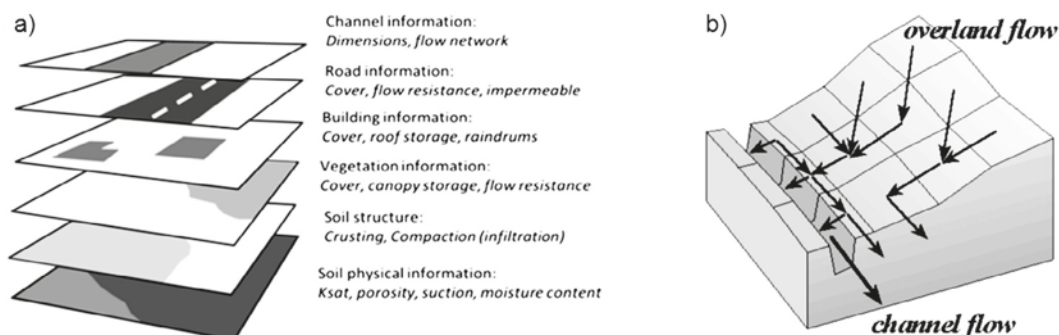 a)
Channel information:
Dimensions, flow network
Road information:
Cover, flow resistance, impermeable
Building information:
Cover, roof storage, raindrums
Vegetation information:
Cover, canopy storage, flow resistance
Soil structure:
Crusting, Compaction (infiltration)
Soil physical information:
Ksat, porosity, suction, moisture content
b)
overland flow
channel flow